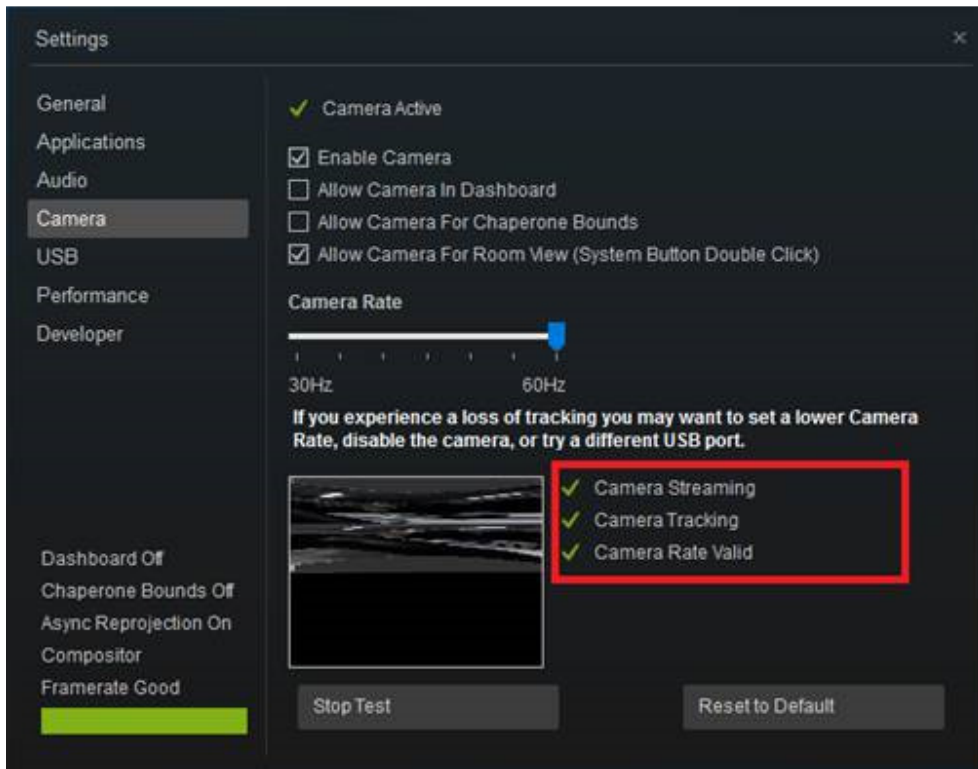 Settings
General
Applications
Audio
Camera
USB
Performance
Developer
Dashboard Off
Chaperone Bounds Off
Async Reprojection On
Compositor
Framerate Good
Camera Active
Enable Camera
Allow Camera In Dashboard
Allow Camera For Chaperone Bounds
Allow Camera For Room View (System Button Double Click)
Camera Rate
30Hz 60Hz
If you experience a loss of tracking you may want to set a lower Camera
Rate, disable the camera, or try a different USB port.
Camera Streaming
Camera Tracking
Camera Rate Valid
Stop Test
Reset to Default